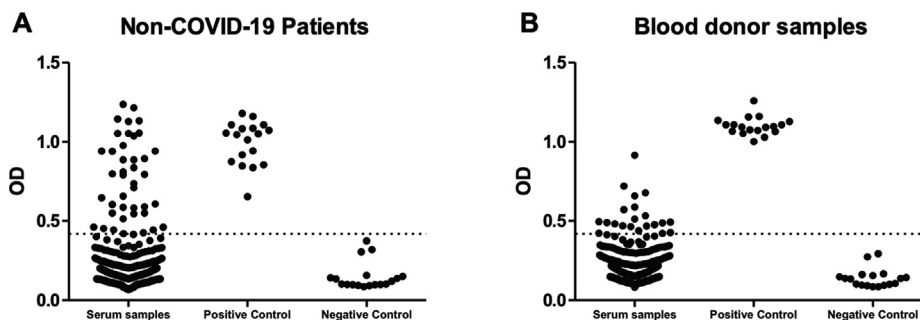 A
Non-COVID-19 Patients
OD
1.5
1.0
0.5
0.0
Serum samples
Positive Control
Negative Control
B
Blood donor samples
OD
1.5
1.0
0.5
0.0
Serum samples
Positive Control
Negative Control